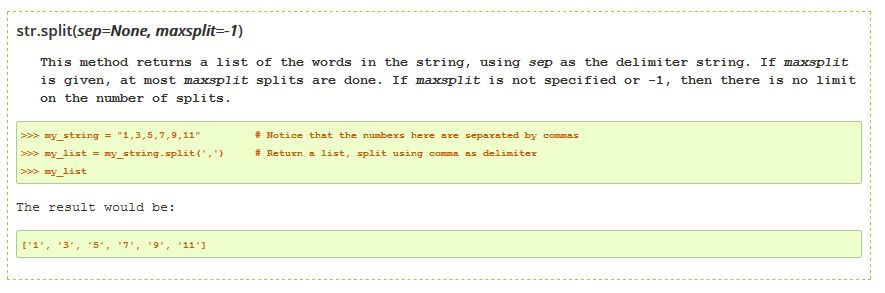 str.split(sep=None, maxsplit=-1)
This method returns a list of the words in the string, using sep as the delimiter string. If maxsplit
is given, at most maxsplit splits are done. If maxsplit is not specified or -1, then there is no limit
on the number of splits.
>>> my_string = "1,3,5,7,9,11" # Notice that the numbers here are separated by commas
>>> my_list = my_string.split(',') # Return a list, split using comma as delimiter
>>> my_list
The result would be:
['1', '3', '5', '7', '9', '11']